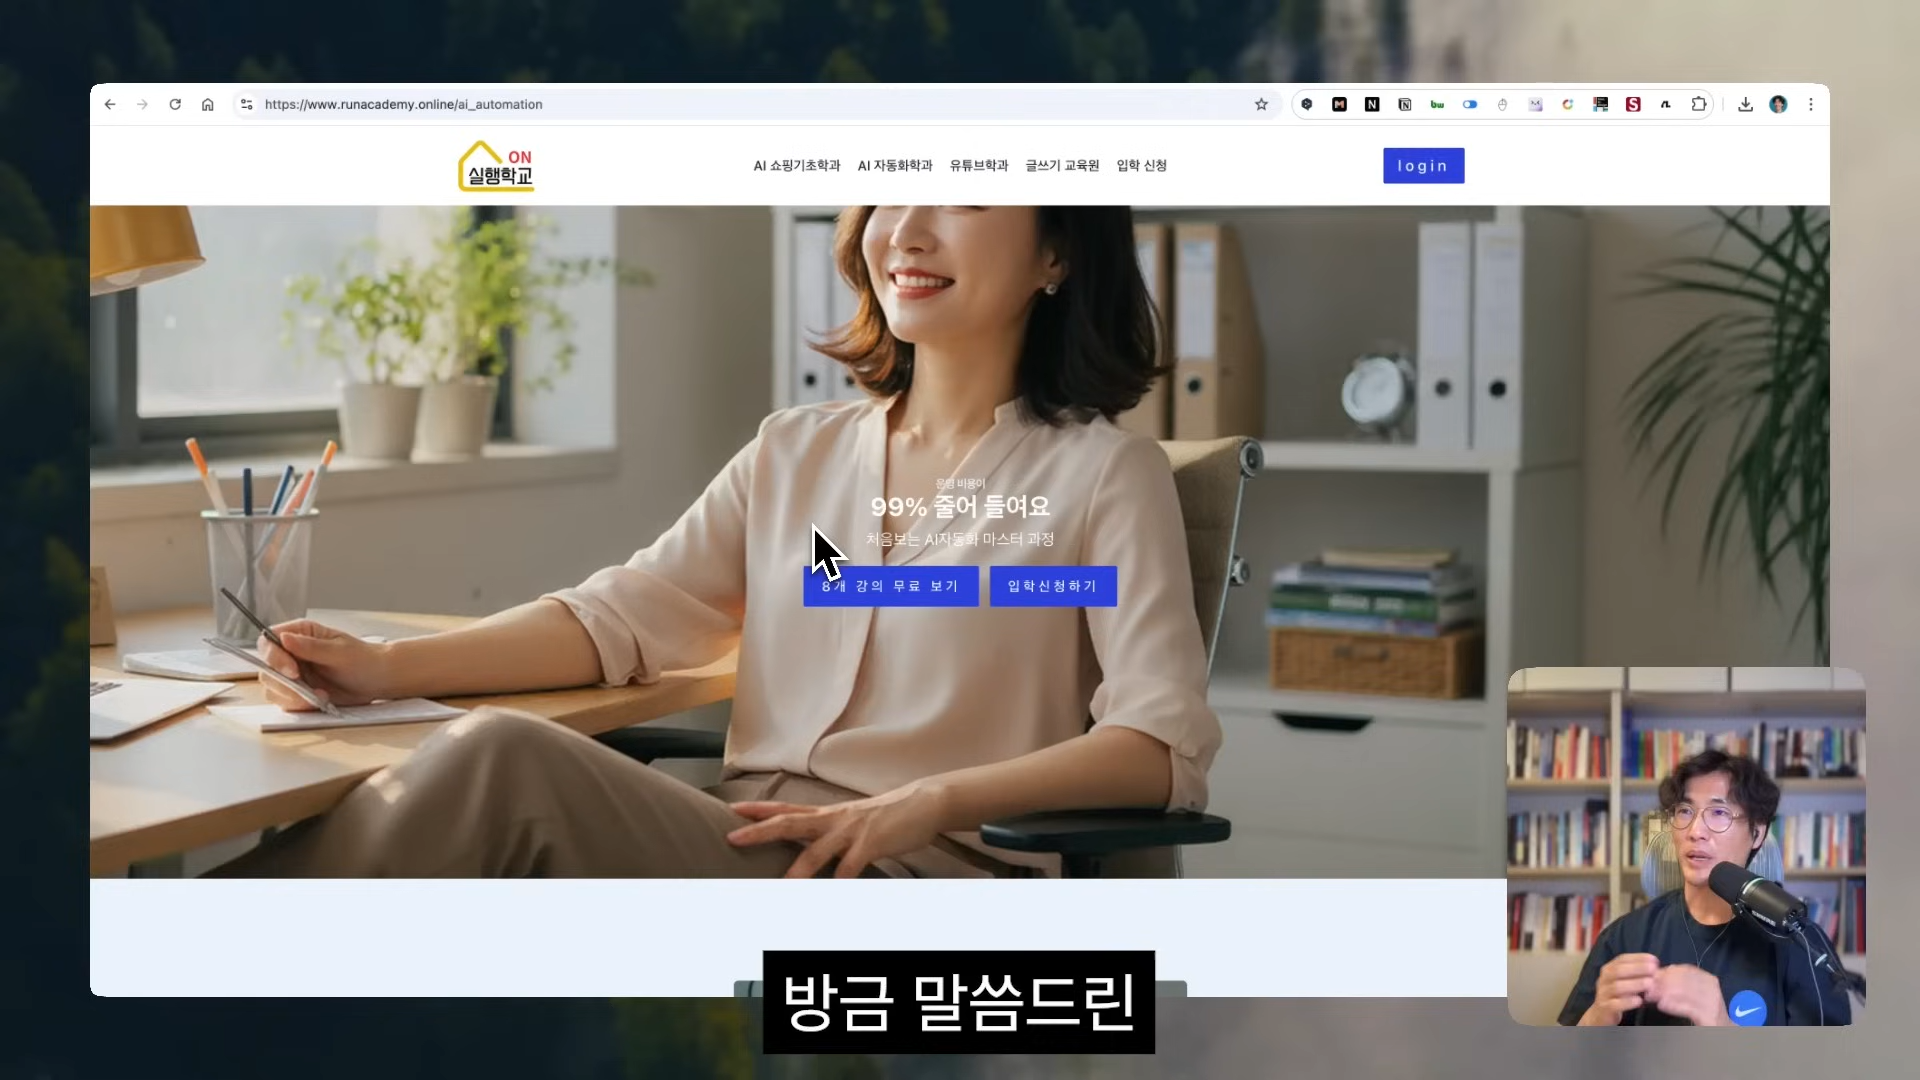 https://www.runacademy.online/ai_automation
ON
실행학교
AI 쇼핑기초학과 AI 자동화학과 유튜브학과 글쓰기 교육원 입학 신청
login
운영 비용이
99% 줄어 들여요
처음보는 AI자동화 마스터 과정
8개 강의 무료 보기 입학신청하기
방금 말씀드린